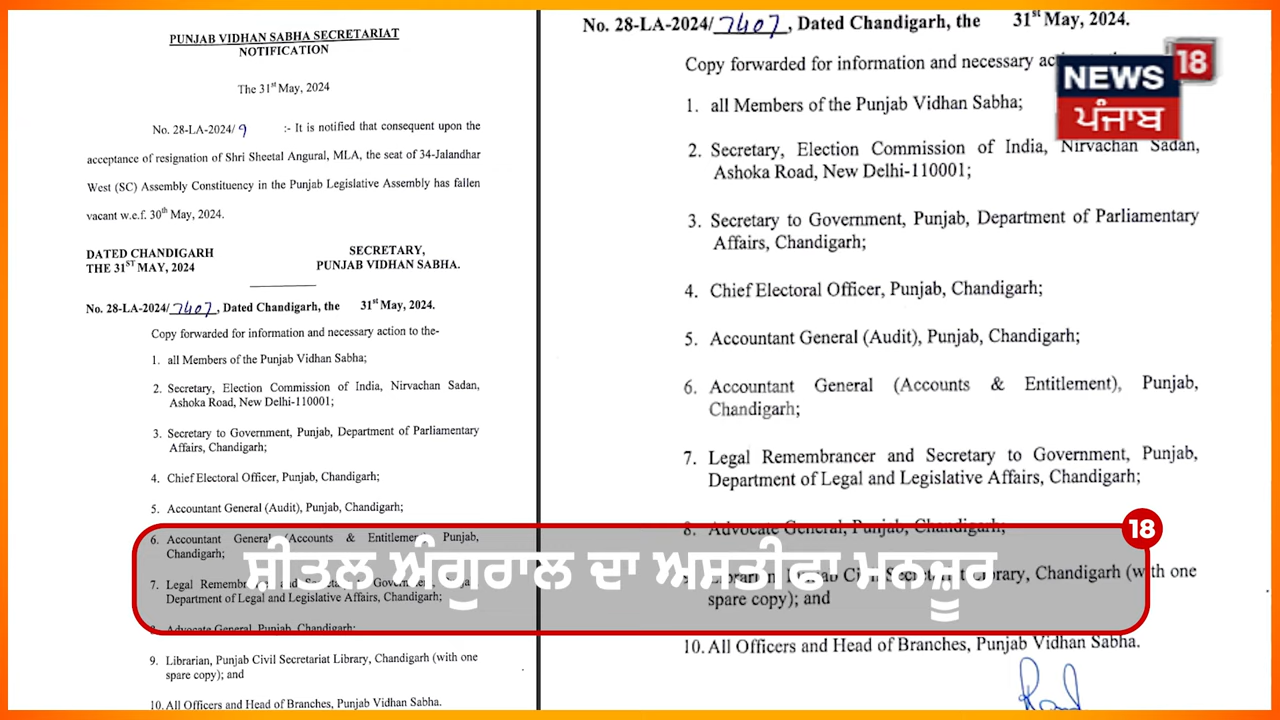 PUNJAB VIDHAN SABHA SECRETARIAT
NOTIFICATION
The 31st May, 2024
No. 28-LA-2024/9 :- It is notified that consequent upon the
acceptance of resignation of Shri Sheetal Angural, MLA, the seat of 34-Jalandhar
West (SC) Assembly Constituency in the Punjab Legislative Assembly has fallen
vacant w.e.f. 30th May, 2024.
DATED CHANDIGARH
THE 31ST MAY, 2024
SECRETARY,
PUNJAB VIDHAN SABHA.
No. 28-LA-2024/7407, Dated Chandigarh, the 31st May, 2024.
Copy forwarded for information and necessary action to the-
1. all Members of the Punjab Vidhan Sabha;
2. Secretary, Election Commission of India, Nirvachan Sadan,
Ashoka Road, New Delhi-110001;
3. Secretary to Government, Punjab, Department of Parliamentary
Affairs, Chandigarh;
4. Chief Electoral Officer, Punjab, Chandigarh;
5. Accountant General (Audit), Punjab, Chandigarh;
6. Accountant General (Accounts & Entitlement), Punjab,
Chandigarh;
7. Legal
Department of Legal and Legislative Affairs, Chandigarh;
8. Advocate General, Punjab, Chandigarh;
9. Librarian, Punjab Civil Secretariat Library, Chandigarh (with one
spare copy); and
10. All Officers and Head of Branches, Punjab Vidhan Sabha.
No. 28-LA-2024/7407, Dated Chandigarh, the 31st May, 2024.
Copy forwarded for information and necessary
1. all Members of the Punjab Vidhan Sabha;
2. Secretary, Election Commission of India, Nirvachan Sadan,
Ashoka Road, New Delhi-110001;
3. Secretary to Government, Punjab, Department of Parliamentary
Affairs, Chandigarh;
4. Chief Electoral Officer, Punjab, Chandigarh;
5. Accountant General (Audit), Punjab, Chandigarh;
6. Accountant General (Accounts & Entitlement), Punjab,
Chandigarh;
7. Legal Remembrancer and Secretary to Government, Punjab,
Department of Legal and Legislative Affairs, Chandigarh;
8. Advocate General, Punjab, Chandigarh;
Library, Chandigarh (with one
spare copy); and
10. All Officers and Head of Branches, Punjab Vidhan Sabha.
NEWS 18
ਪੰਜਾਬ
18
ਸ਼ੀਤਲ ਅੰਗੁਰਾਲ ਦਾ ਅਸਤੀਫਾ ਮਨਜ਼ੂਰ